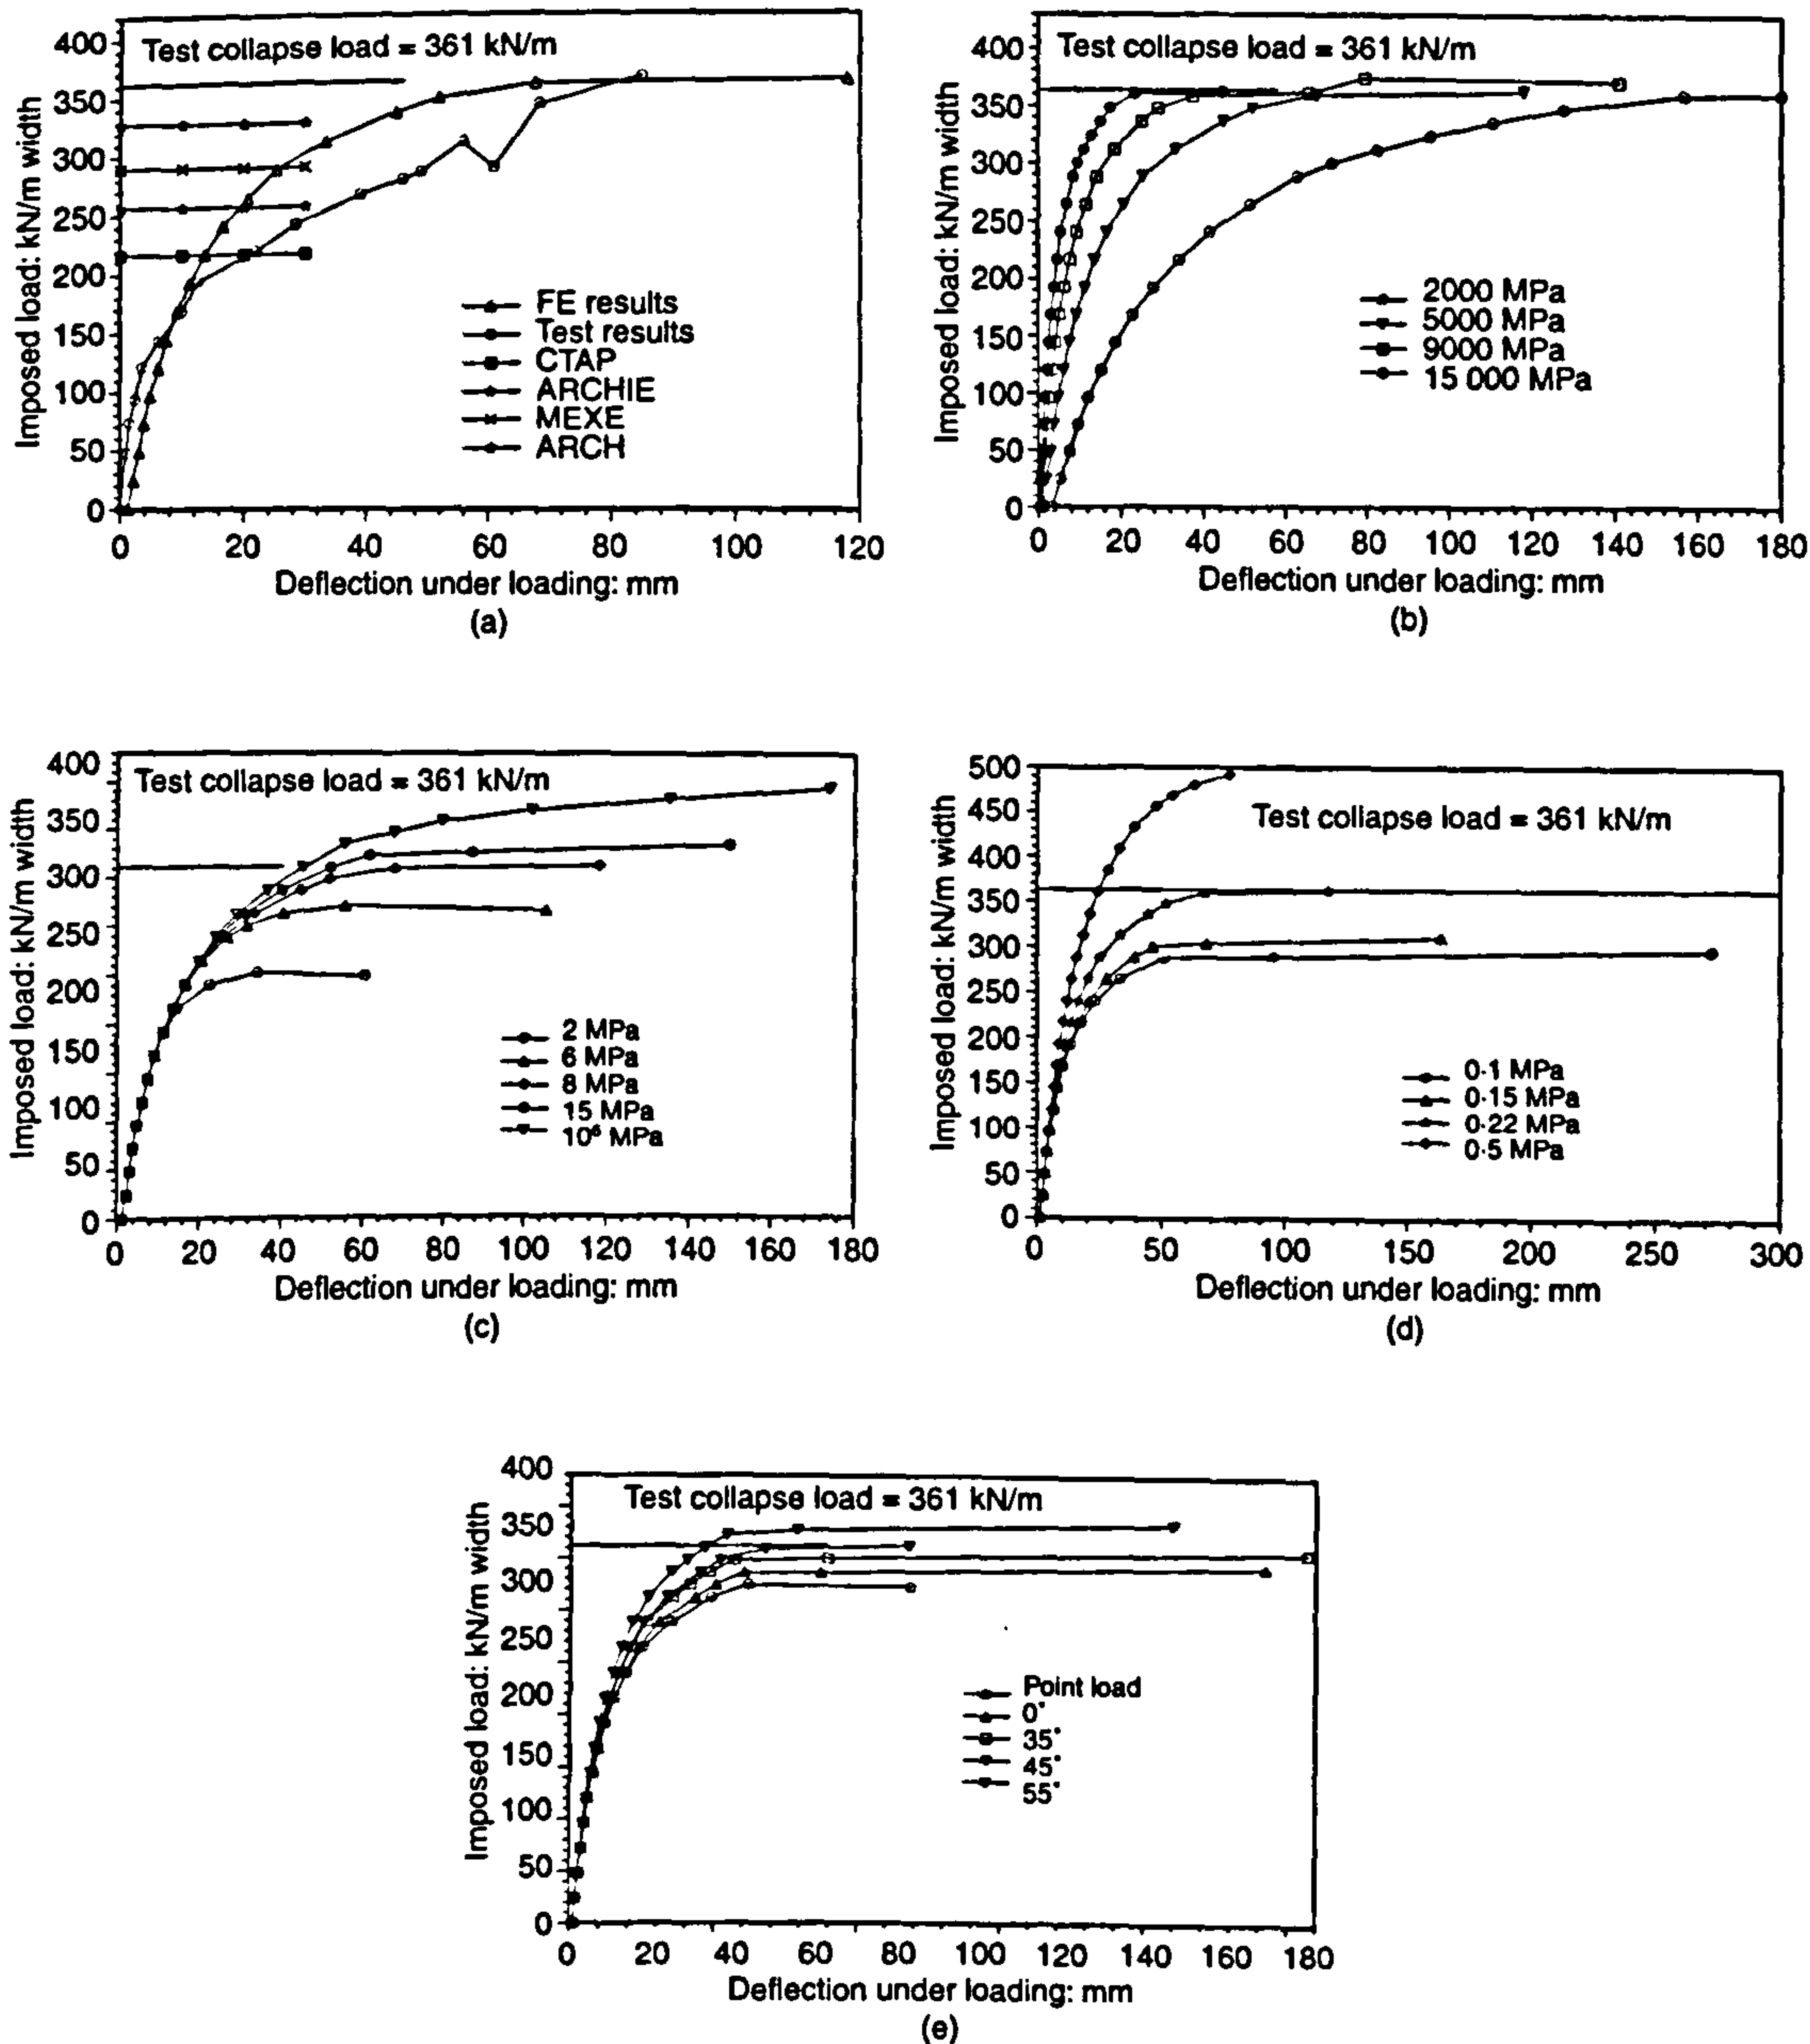 Test collapse load = 361 kN/m
400
350
300
250
200
150
100
50
0
Imposed load: kN/m width
FE results
Test results
CTAP
ARCHIE
MEXE
ARCH
0 20 40 60 80 100 120
Deflection under loading: mm
(a)
Test collapse load = 361 kN/m
400
350
300
250
200
150
100
50
0
Imposed load: kN/m width
2000 MPa
5000 MPa
9000 MPa
15 000 MPa
0 20 40 60 80 100 120 140 160 180
Deflection under loading: mm
(b)
Test collapse load = 361 kN/m
400
350
300
250
200
150
100
50
0
Imposed load: kN/m width
2 MPa
6 MPa
8 MPa
15 MPa
10⁶ MPa
0 20 40 60 80 100 120 140 160 180
Deflection under loading: mm
(c)
Test collapse load = 361 kN/m
500
450
400
350
300
250
200
150
100
50
0
Imposed load: kN/m width
0·1 MPa
0·15 MPa
0·22 MPa
0·5 MPa
0 50 100 150 200 250 300
Deflection under loading: mm
(d)
Test collapse load = 361 kN/m
400
350
300
250
200
150
100
50
0
Imposed load: kN/m width
Point load
0°
35°
45°
55°
0 20 40 60 80 100 120 140 160 180
Deflection under loading: mm
(e)